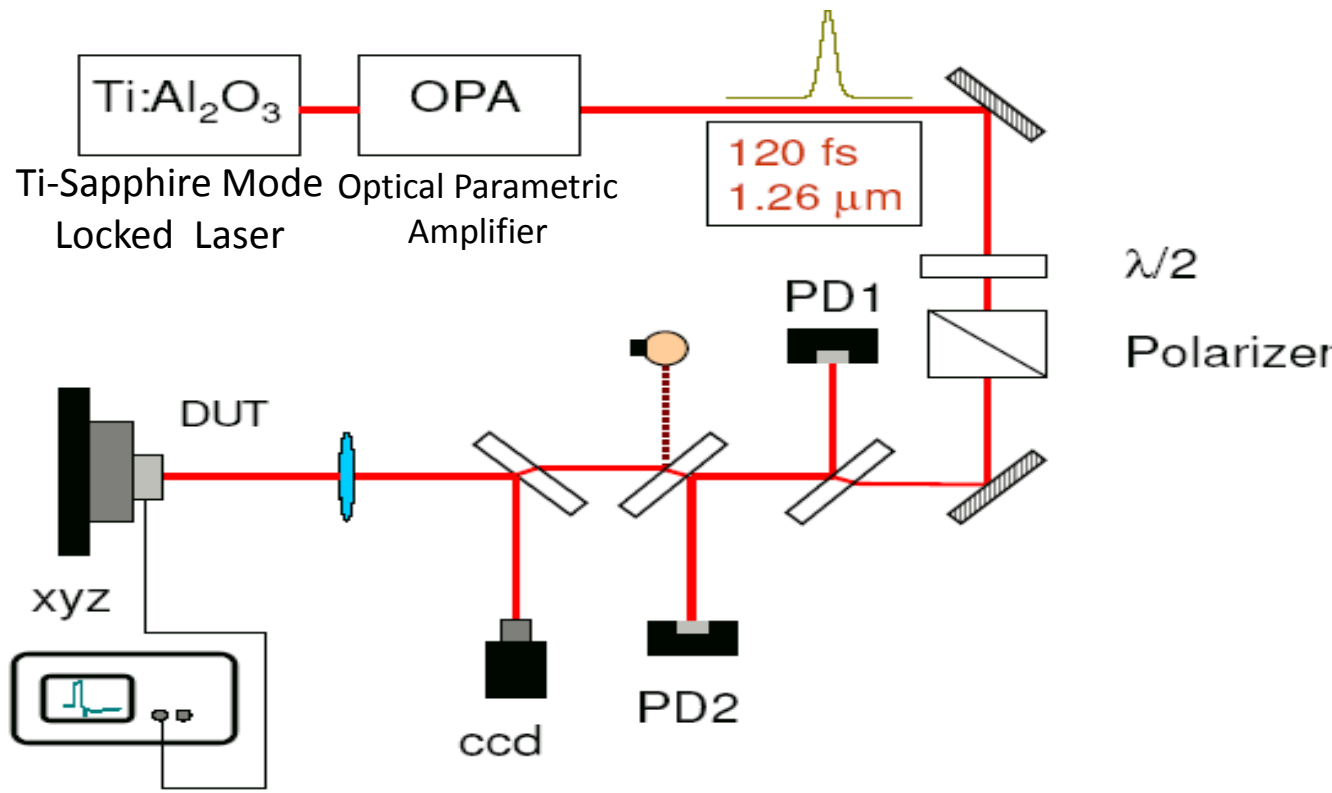 Ti:Al₂O₃
OPA
Ti-Sapphire Mode
Locked Laser
Optical Parametric
Amplifier
120 fs
1.26 μm
λ/2
Polarizer
PD1
DUT
xyz
ccd
PD2